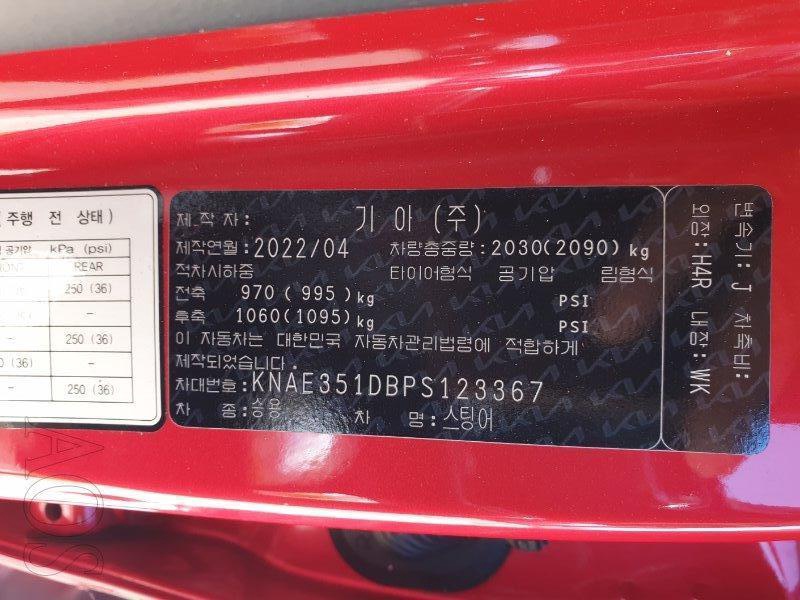 ( 주행 전 상태 )
공기압 kPa (psi)
REAR
250 (36)
-
250 (36)
(36) -
250 (36)
제 작 자 : 기 아 ( 주 )
제작연월 : 2022/04 차량총중량 : 2030(2090) kg
적차시하중 타이어형식 공기압 림형식
전축 970 ( 995 ) kg PSI
후축 1060(1095) kg PSI
이 자동차는 대한민국 자동차관리법령에 적합하게
제작되었습니다.
차대번호 : KNAE351DBPS123367
차 종 : 승용 차 명 : 스팅어
변속기 : J 차축비 :
외장 : H4R 내장 : WK
AOS